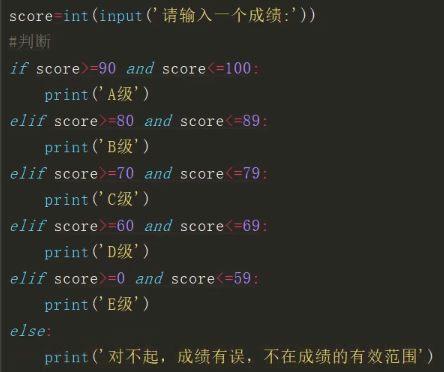 score=int(input('请输入一个成绩:'))
#判断
if score>=90 and score<=100:
    print('A级')
elif score>=80 and score<=89:
    print('B级')
elif score>=70 and score<=79:
    print('C级')
elif score>=60 and score<=69:
    print('D级')
elif score>=0 and score<=59:
    print('E级')
else:
    print('对不起，成绩有误，不在成绩的有效范围')